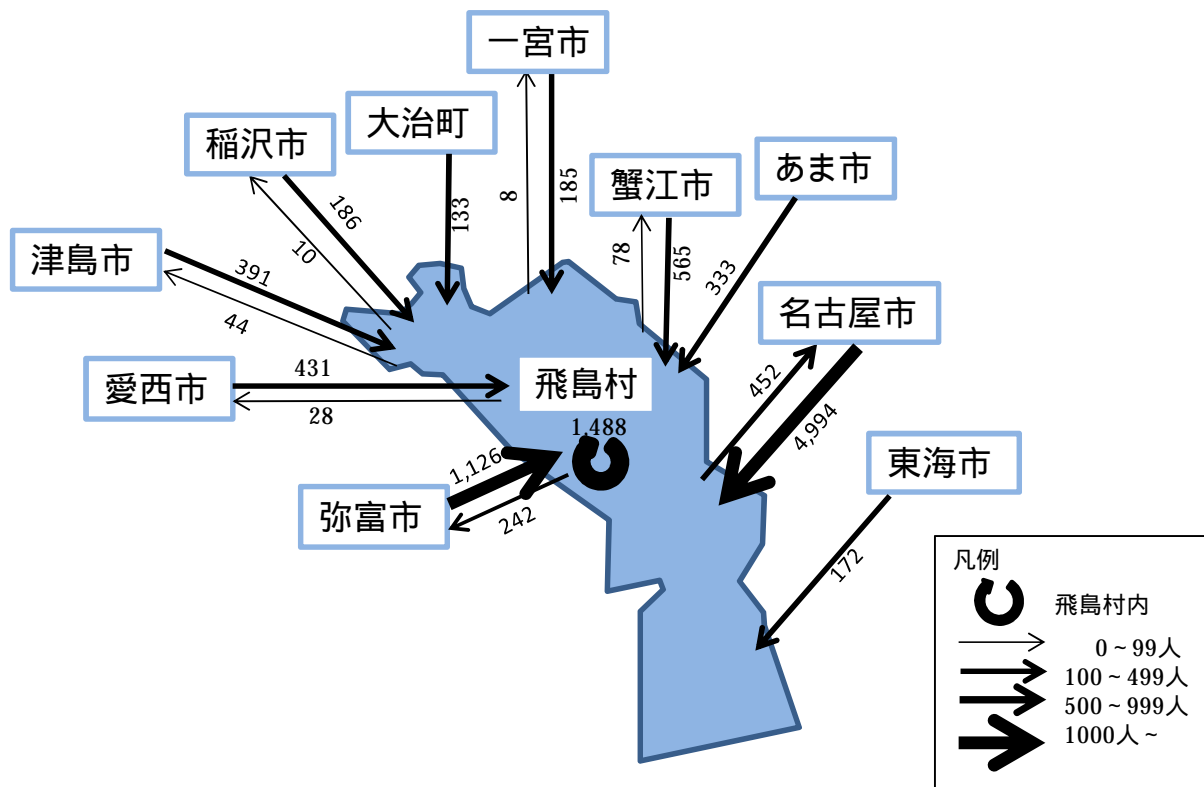 一宮市
大治町
稲沢市
蟹江市
あま市
8
185
133
186
10
78
565
333
津島市
391
44
名古屋市
452
4,994
愛西市
431
28
飛島村
1,488
東海市
172
弥富市
1,126
242
凡例
飛島村内
0～99人
100～499人
500～999人
1000人～